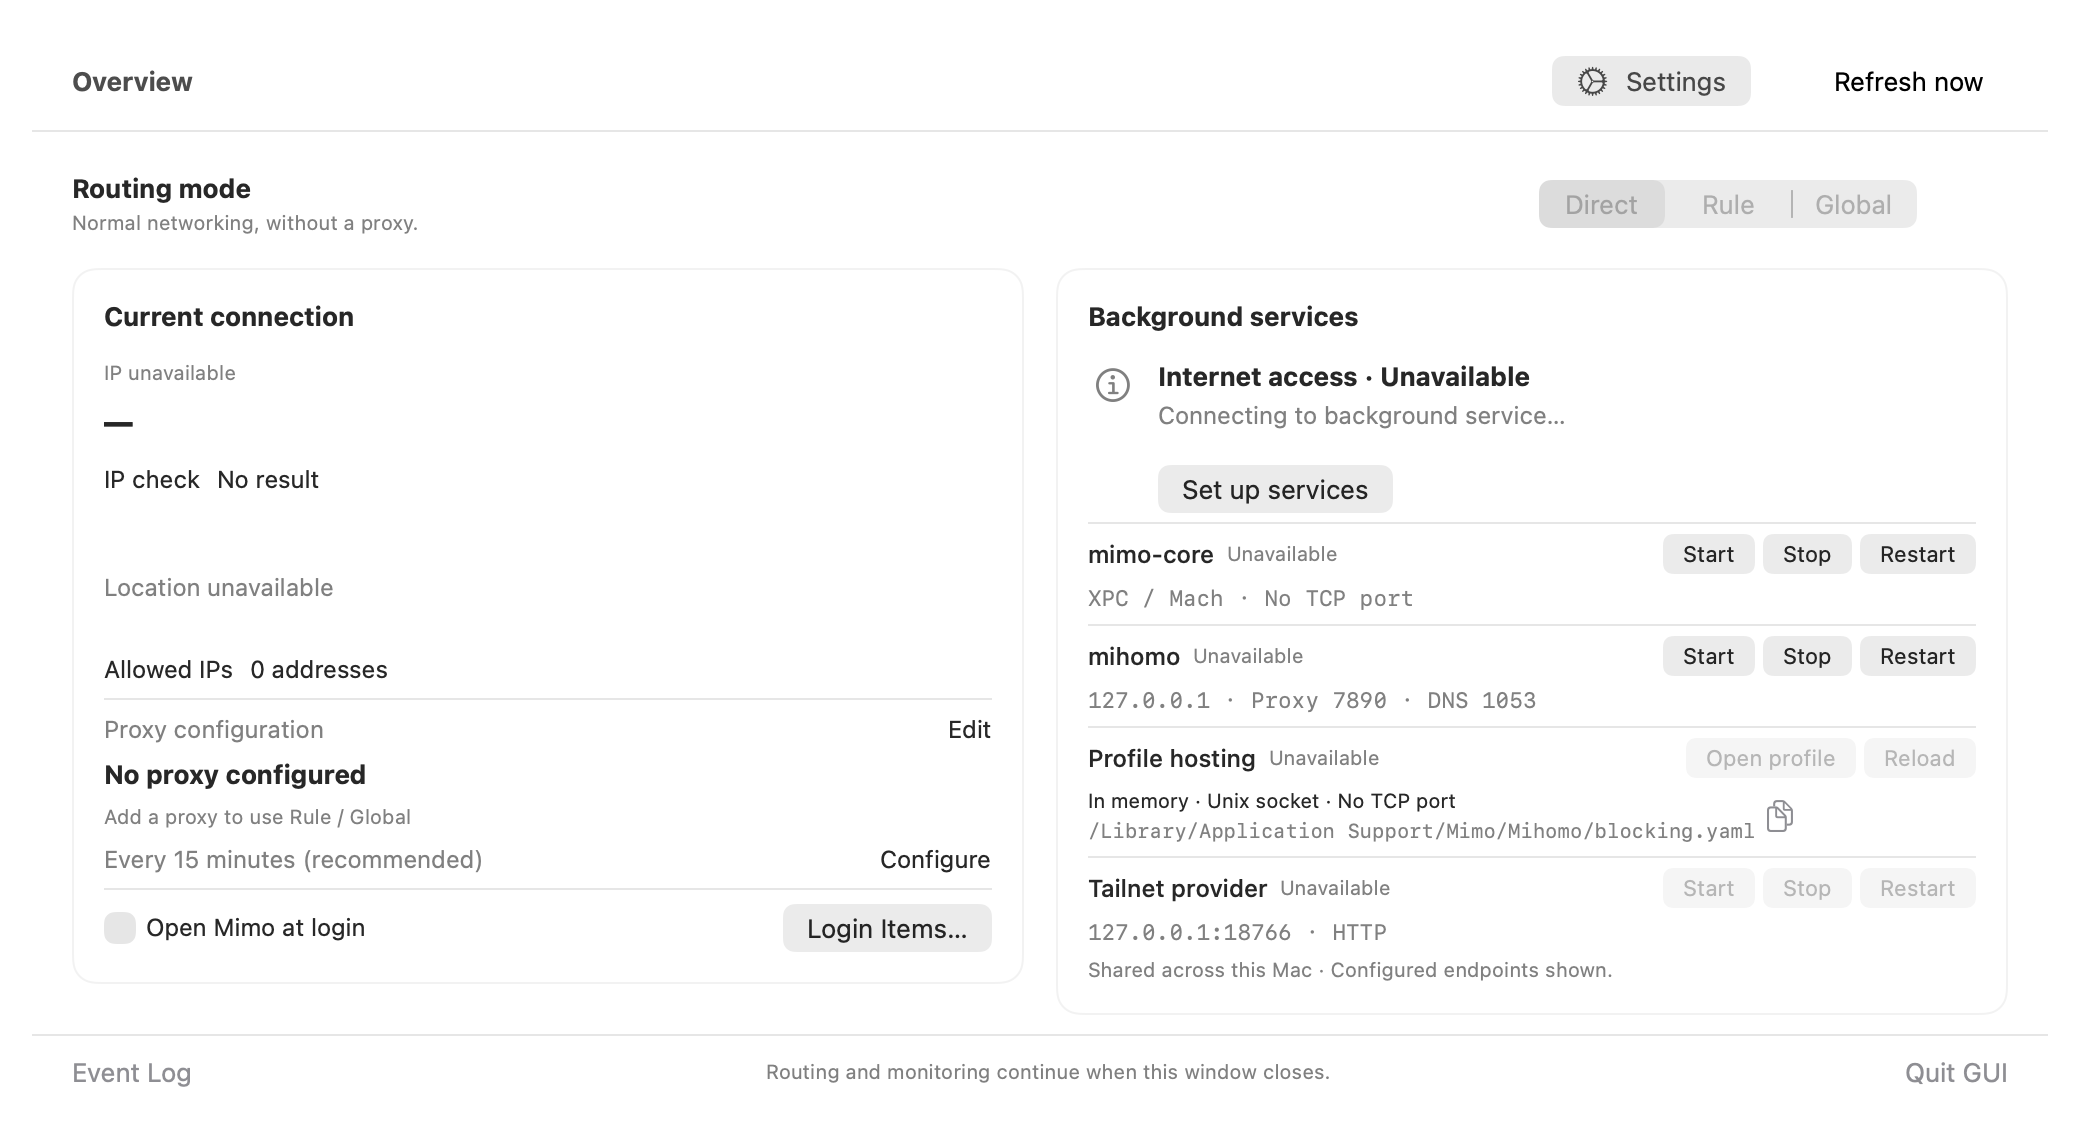 Overview
Settings
Refresh now
Routing mode
Normal networking, without a proxy.
Direct
Rule
Global
Current connection
IP unavailable
—
IP check No result
Location unavailable
Allowed IPs 0 addresses
Proxy configuration
Edit
No proxy configured
Add a proxy to use Rule / Global
Every 15 minutes (recommended)
Configure
Open Mimo at login
Login Items...
Background services
Internet access · Unavailable
Connecting to background service...
Set up services
mimo-core Unavailable
Start
Stop
Restart
XPC / Mach · No TCP port
mihomo Unavailable
Start
Stop
Restart
127.0.0.1 · Proxy 7890 · DNS 1053
Profile hosting Unavailable
Open profile
Reload
In memory · Unix socket · No TCP port
/Library/Application Support/Mimo/Mihomo/blocking.yaml
Tailnet provider Unavailable
Start
Stop
Restart
127.0.0.1:18766 · HTTP
Shared across this Mac · Configured endpoints shown.
Event Log
Routing and monitoring continue when this window closes.
Quit GUI